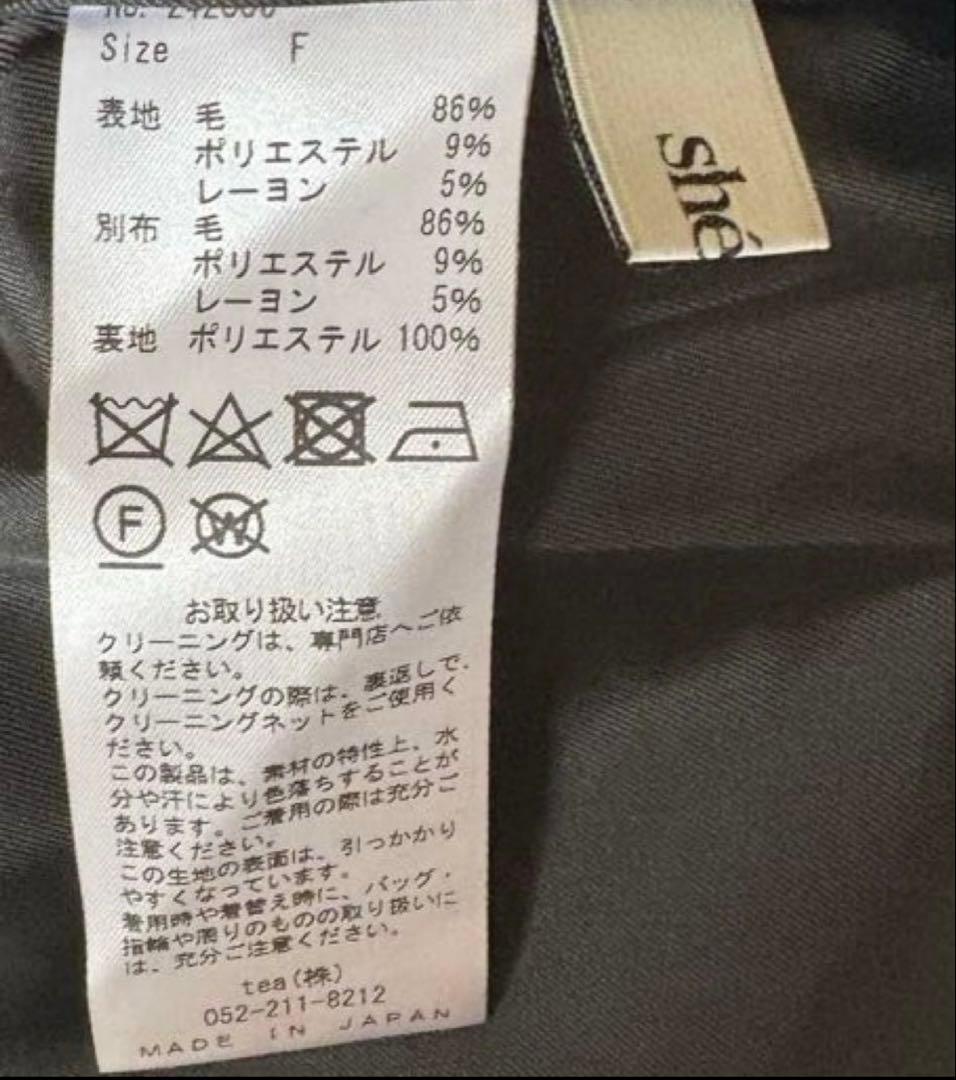 Size F
表地 毛 86%
ポリエステル 9%
レーヨン 5%
別布 毛 86%
ポリエステル 9%
レーヨン 5%
裏地 ポリエステル 100%
F W
お取り扱い注意
クリーニングは、専門店へご依
頼ください。
クリーニングの際は、裏返しで、
クリーニングネットをご使用く
ださい。
この製品は、素材の特性上、水
分や汗により色落ちすることが
あります。ご着用の際は充分ご
注意ください。
この生地の表面は、引っかかり
やすくなっています。
着用時や着替え時に、バッグ・
指輪や周りのものの取り扱いに
は、充分ご注意ください。
tea(株)
052-211-8212
MADE IN JAPAN
shé